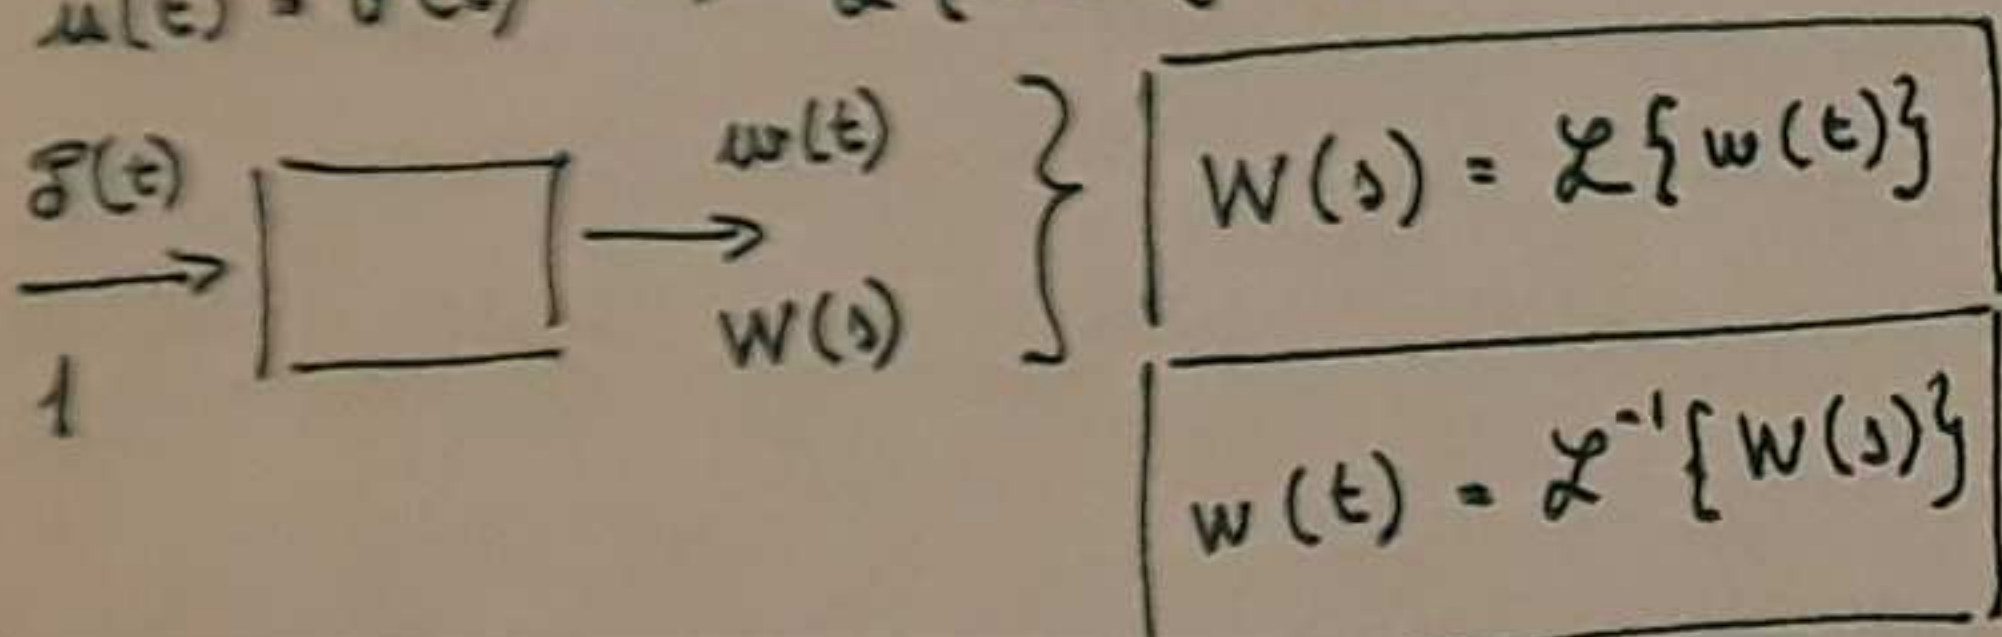 δ(t)
1
w(t)
W(s)
W(s) = ℒ{w(t)}
w(t) = ℒ⁻¹{W(s)}